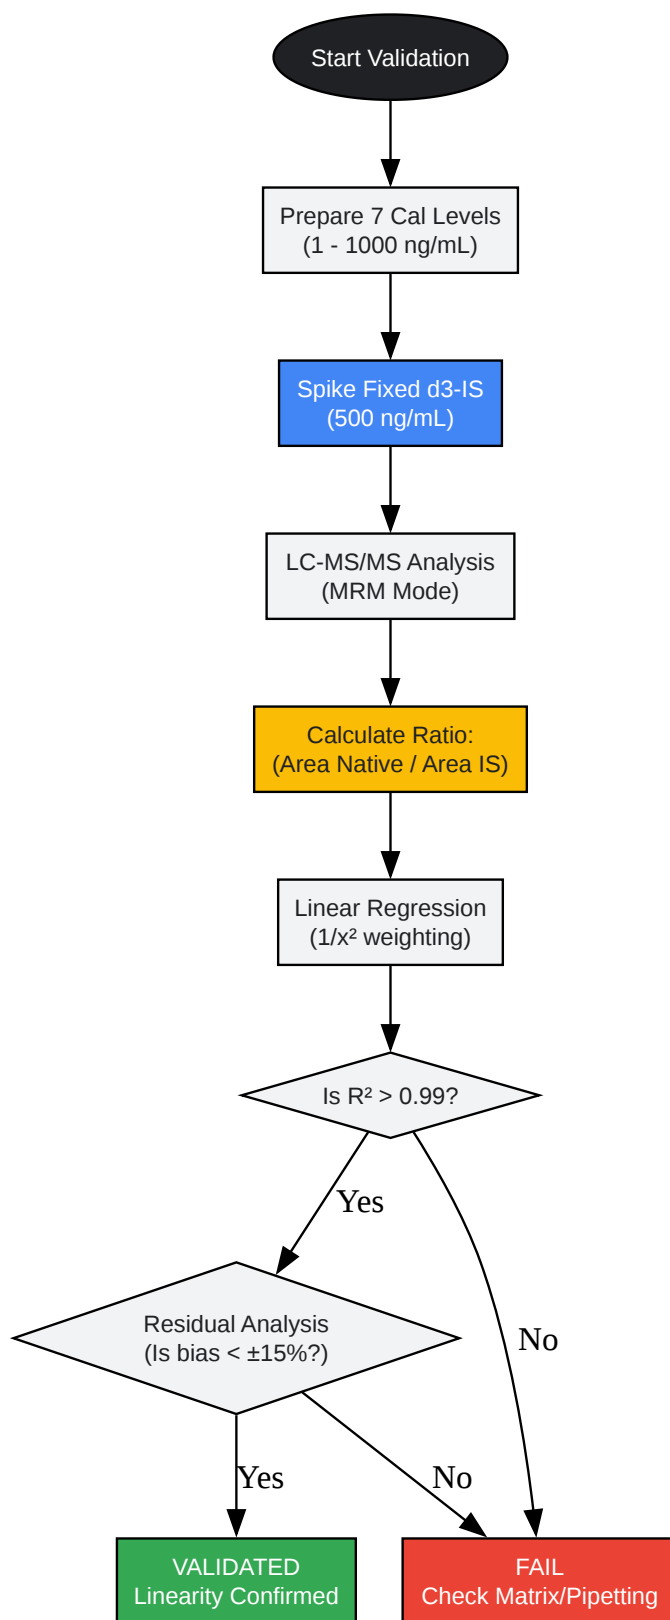 Start Validation
Prepare 7 Cal Levels
(1 - 1000 ng/mL)
Spike Fixed d3-IS
(500 ng/mL)
LC-MS/MS Analysis
(MRM Mode)
Calculate Ratio:
(Area Native / Area IS)
Linear Regression
(1/x² weighting)
Is R² > 0.99?
Yes
Residual Analysis
(Is bias < ±15%?)
No
Yes
No
VALIDATED
Linearity Confirmed
FAIL
Check Matrix/Pipetting